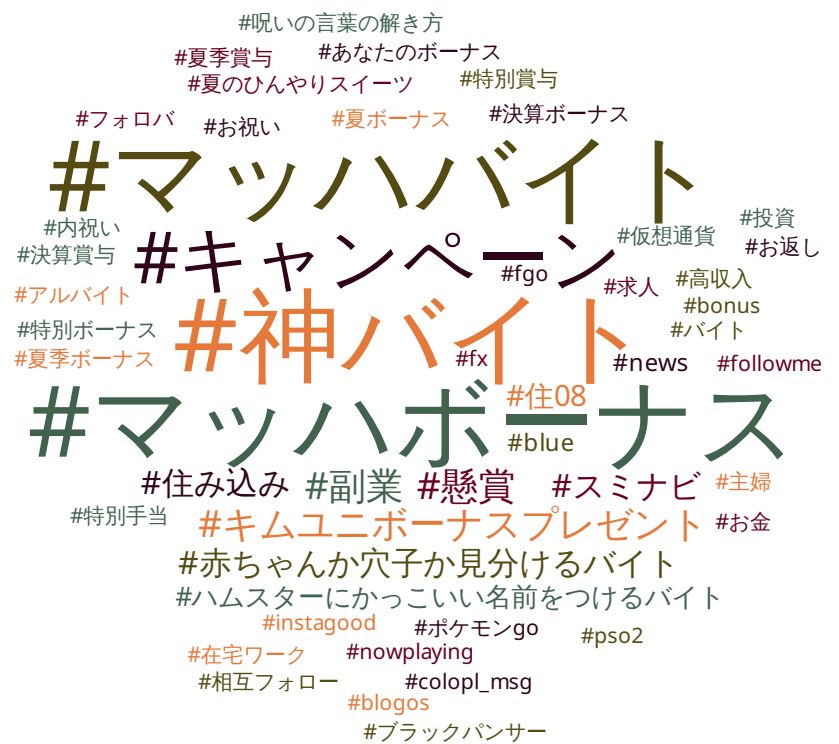 #呪いの言葉の解き方
#夏季賞与 #あなたのボーナス
#夏のひんやりスイーツ #特別賞与
#フォロバ #お祝い #夏ボーナス #決算ボーナス
#マッハバイト
#内祝い #仮想通貨 #投資
#決算賞与 #キャンペーン #お返し
#fgo #求人 #高収入
#アルバイト #bonus
#特別ボーナス #神バイト #バイト
#夏季ボーナス #fx #news #followme
#住08
#マッハボーナス
#blue
#住み込み #副業 #懸賞 #スミナビ #主婦
#特別手当 #キムユニボーナスプレゼント #お金
#赤ちゃんか穴子か見分けるバイト
#ハムスターにかっこいい名前をつけるバイト
#instagood #ポケモンgo #pso2
#在宅ワーク #nowplaying
#相互フォロー #colopl_msg
#blogos
#ブラックパンサー